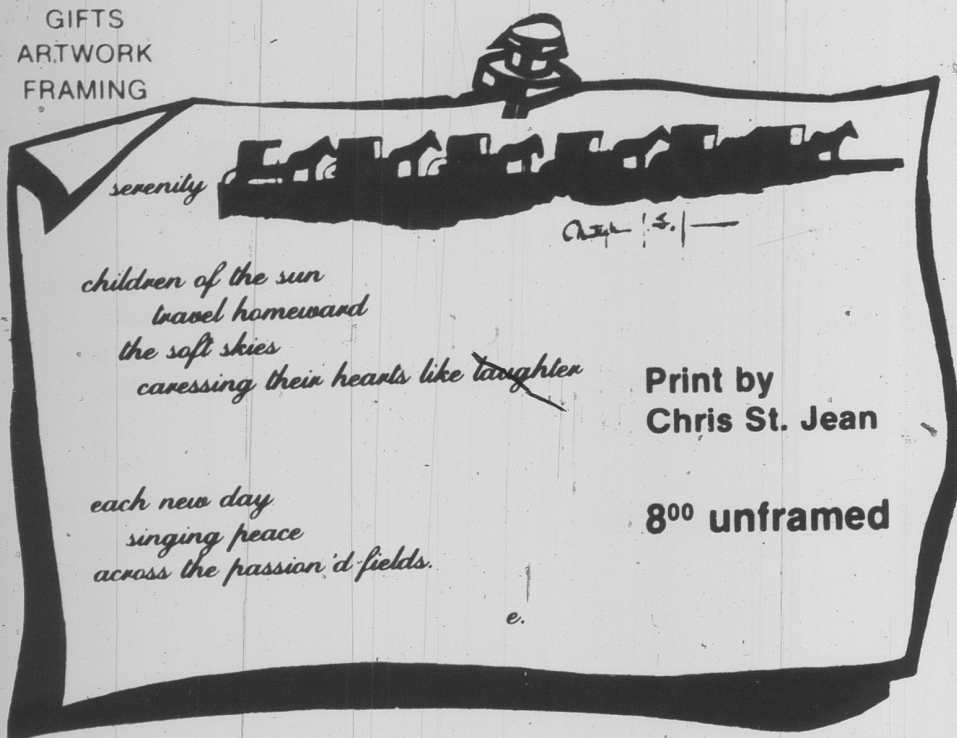 GIFTS
ARTWORK
FRAMING
serenity
children of the sun
travel homeward
the soft skies
caressing their hearts like laughter
Print by
Chris St. Jean
each new day
singing peace
across the passion'd fields.
8⁰⁰ unframed
e.